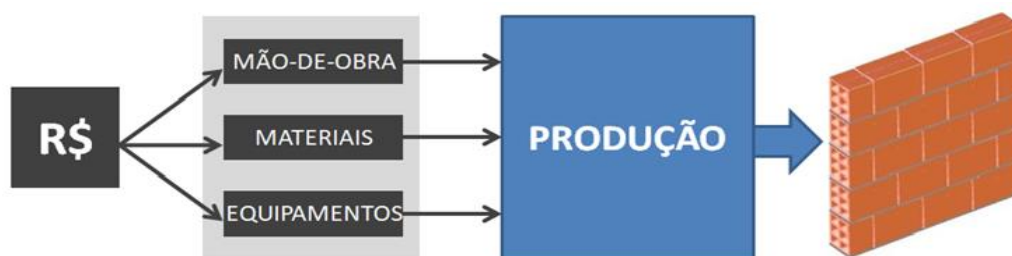 R$
MÃO-DE-OBRA
MATERIAIS
EQUIPAMENTOS
PRODUÇÃO